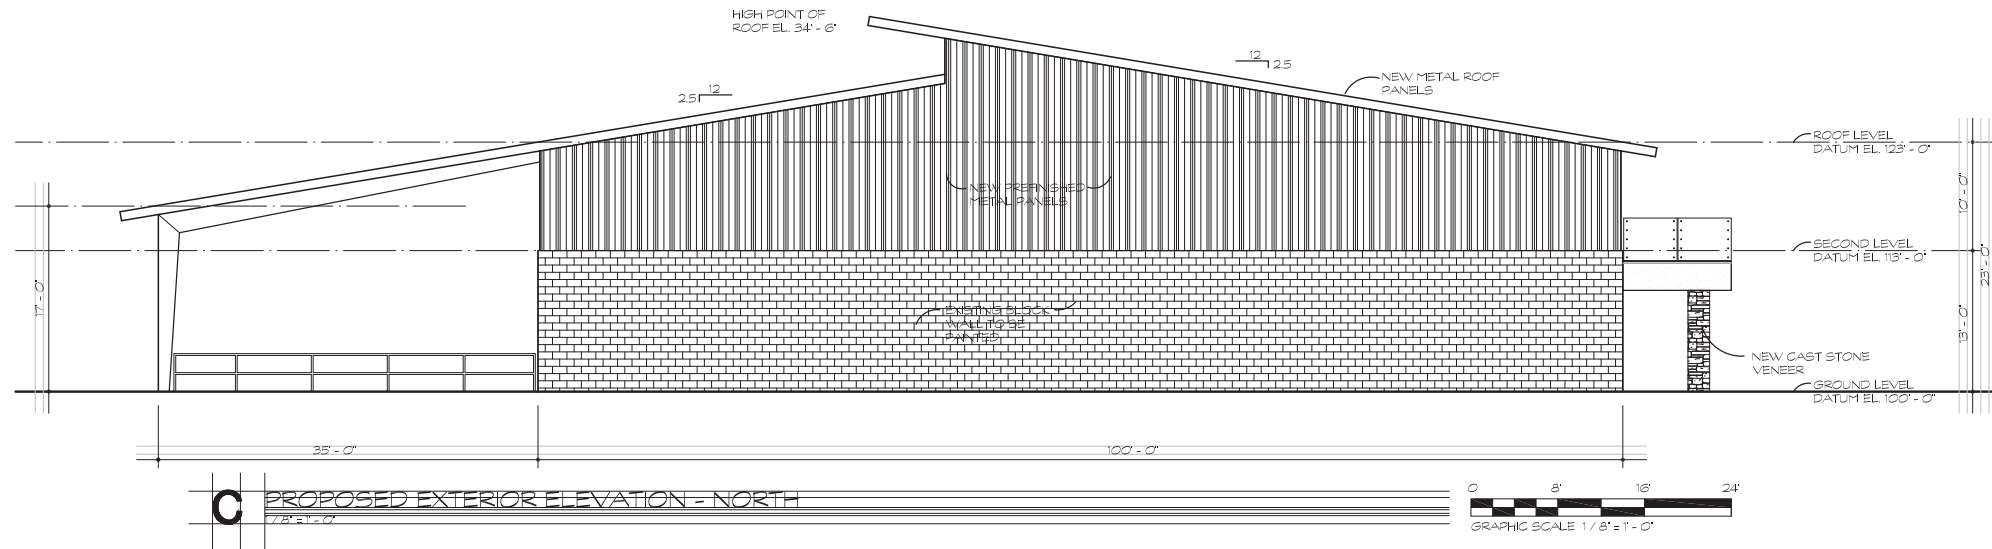 HIGH POINT OF
ROOF EL. 34' - 6"
12
2.5
12
2.5
NEW METAL ROOF
PANELS
ROOF LEVEL
DATUM EL. 123' - 0"
NEW PREFINISHED
METAL PANELS
10' - 0"
SECOND LEVEL
DATUM EL. 113' - 0"
23' - 0"
17' - 0"
EXISTING BLOCK
WALL TO BE
PAINTED
13' - 0"
NEW CAST STONE
VENEER
GROUND LEVEL
DATUM EL. 100' - 0"
35' - 0"
100' - 0"
C
PROPOSED EXTERIOR ELEVATION - NORTH
1 / 8" = 1' - 0"
0 8' 16' 24'
GRAPHIC SCALE 1 / 8" = 1' - 0"